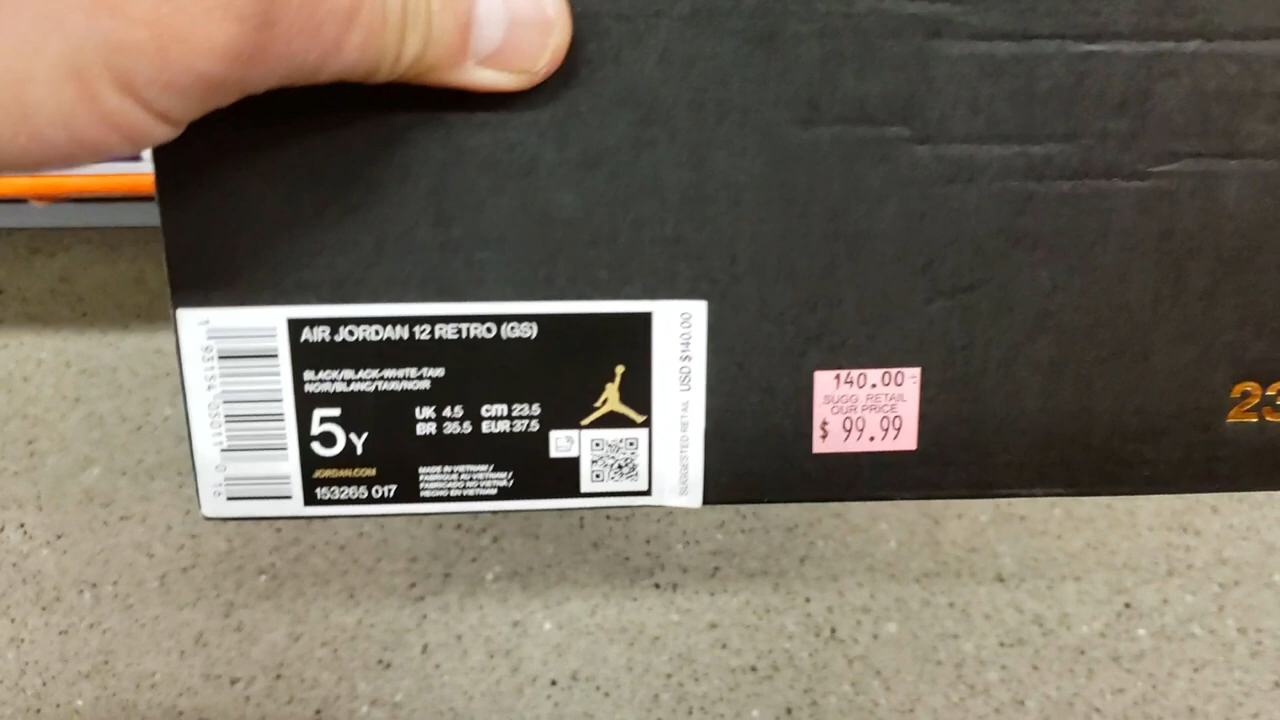 AIR JORDAN 12 RETRO (GS)
BLACK/BLACK-WHITE-TAXI
NOIR/BLANC/TAXI/NOIR
5Y
UK 4.5 cm 23.5
BR 35.5 EUR 37.5
JORDAN.COM
153265 017
MADE IN VIETNAM /
FABRIQUE AU VIETNAM /
FABRICADO NO VIETNA /
HECHO EN VIETNAM
SUGGESTED RETAIL USD $140.00
140.00
SUGG. RETAIL
OUR PRICE
$ 99.99
23